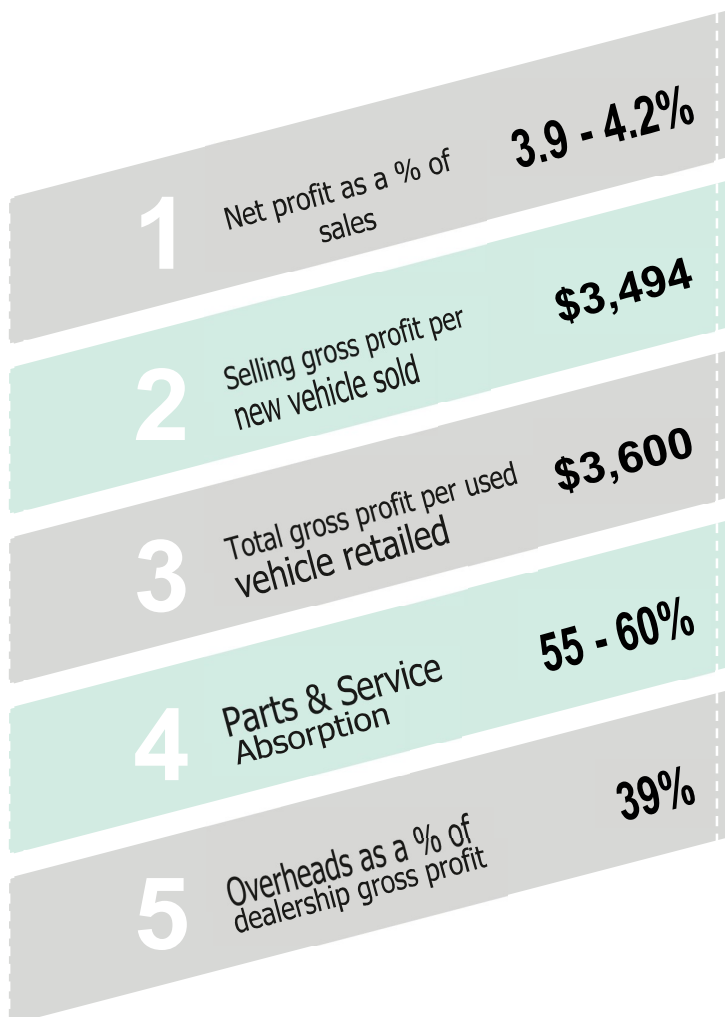 1
Net profit as a % of
sales
3.9 - 4.2%
2
Selling gross profit per
new vehicle sold
$3,494
3
Total gross profit per used
vehicle retailed
$3,600
4
Parts & Service
Absorption
55 - 60%
5
Overheads as a % of
dealership gross profit
39%